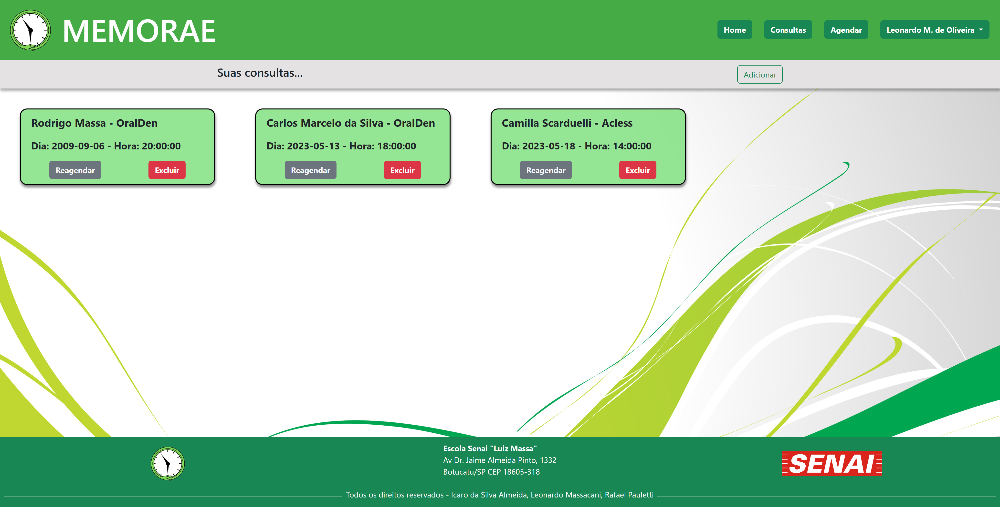 MEMORAE
Home Consultas Agendar Leonardo M. de Oliveira
Suas consultas... Adicionar
Rodrigo Massa - OralDen
Dia: 2009-09-06 - Hora: 20:00:00
Reagendar Excluir
Carlos Marcelo da Silva - OralDen
Dia: 2023-05-13 - Hora: 18:00:00
Reagendar Excluir
Camilla Scarduelli - Acless
Dia: 2023-05-18 - Hora: 14:00:00
Reagendar Excluir
Escola Senai "Luiz Massa"
Av Dr. Jaime Almeida Pinto, 1332
Botucatu/SP CEP 18605-318
SENAI
Todos os direitos reservados - Icaro da Silva Almeida, Leonardo Massacani, Rafael Pauletti